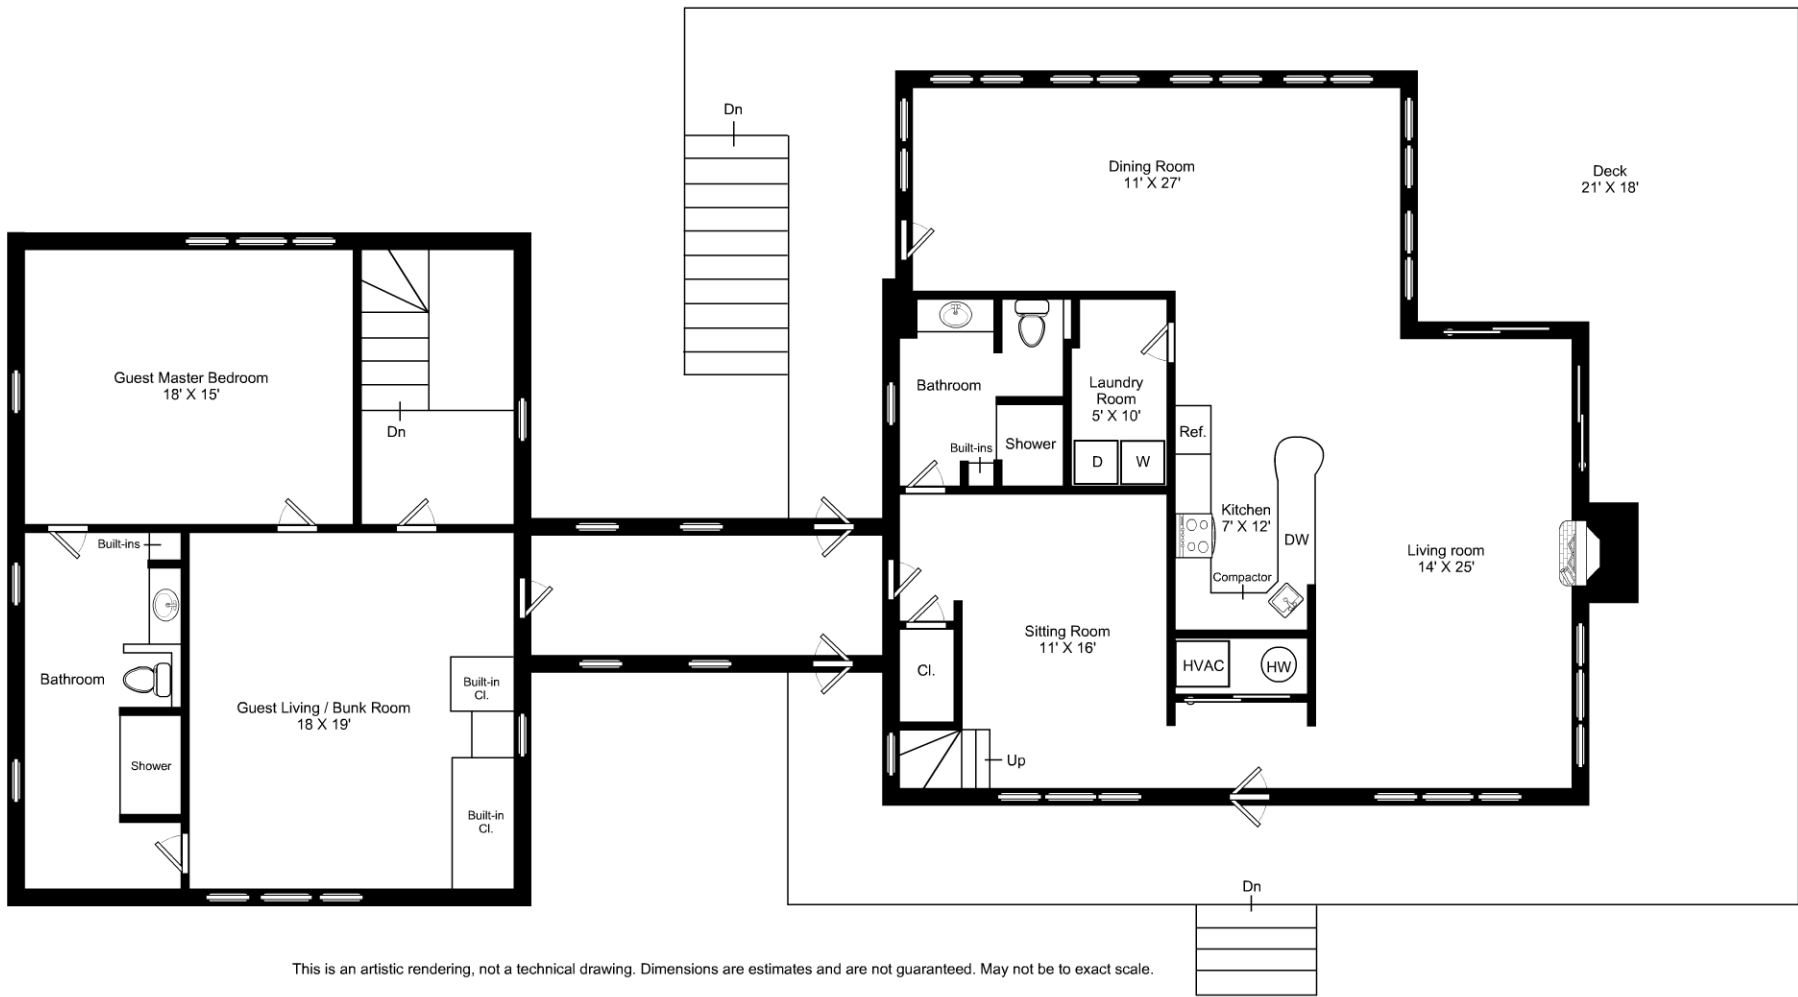 Dn
Dining Room
11' X 27'
Deck
21' X 18'
Guest Master Bedroom
18' X 15'
Dn
Bathroom
Laundry
Room
5' X 10'
Ref.
Built-ins
Shower
D
W
Kitchen
7' X 12'
DW
Living room
14' X 25'
Compactor
Built-ins
Sitting Room
11' X 16'
Cl.
HVAC
HW
Bathroom
Built-in
Cl.
Guest Living / Bunk Room
18 X 19'
Shower
Up
Built-in
Cl.
Dn
This is an artistic rendering, not a technical drawing. Dimensions are estimates and are not guaranteed. May not be to exact scale.